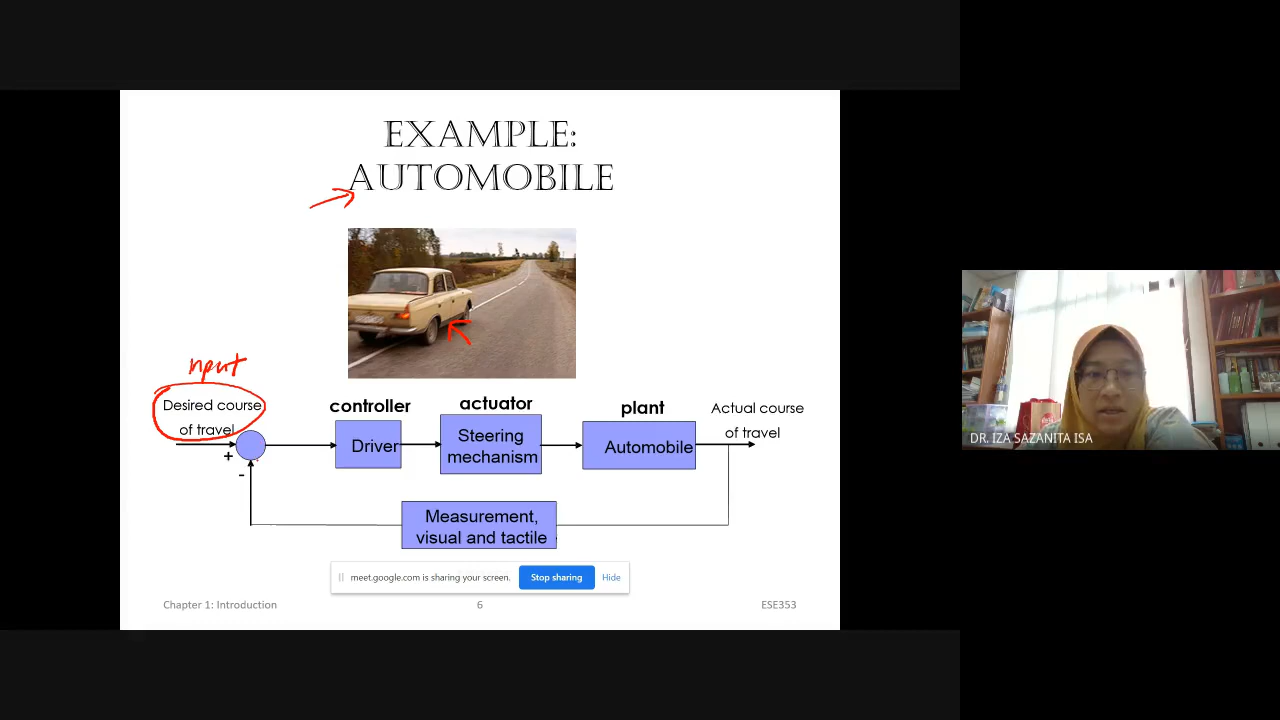 EXAMPLE:
AUTOMOBILE
nput
Desired course
of travel
+
-
controller
Driver
actuator
Steering
mechanism
plant
Automobile
Actual course
of travel
Measurement,
visual and tactile
meet.google.com is sharing your screen. Stop sharing Hide
Chapter 1: Introduction 6 ESE353
DR. IZA SAZANITA ISA